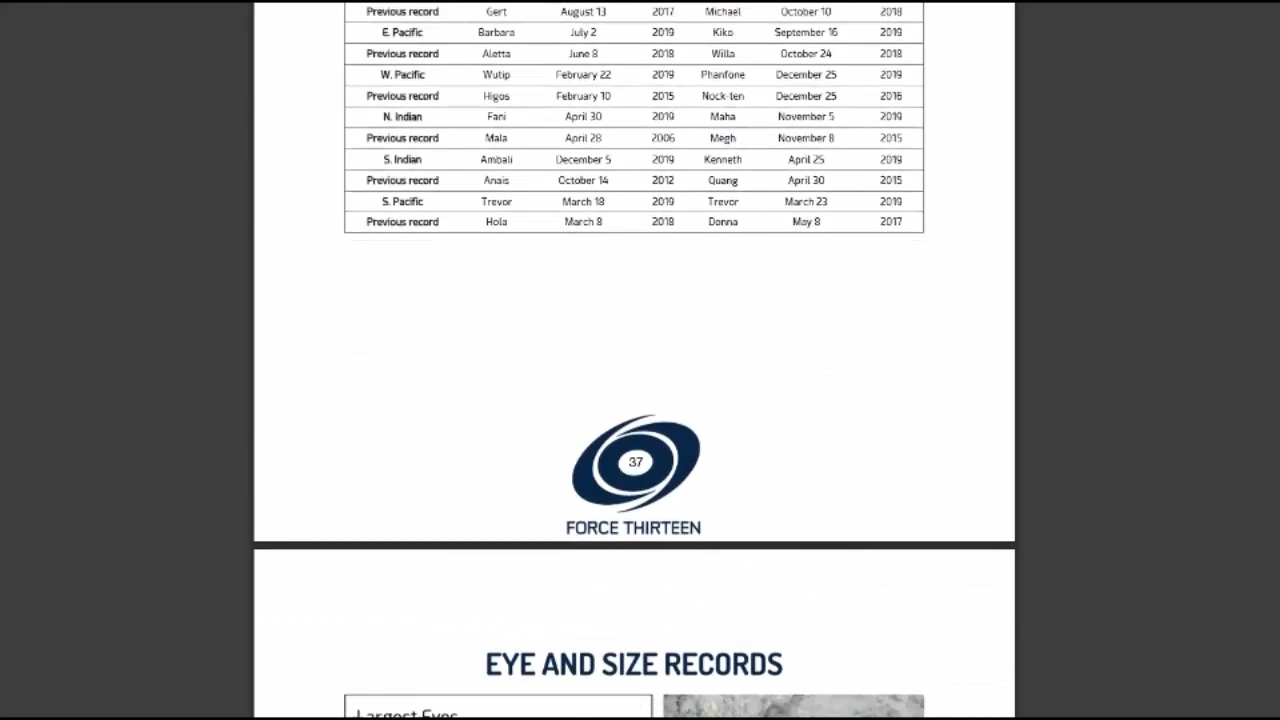 Previous record Gert August 13 2017 Michael October 10 2018
E. Pacific Barbara July 2 2019 Kiko September 16 2019
Previous record Aletta June 8 2018 Willa October 24 2018
W. Pacific Wutip February 22 2019 Phanfone December 25 2019
Previous record Higos February 10 2015 Nock-ten December 25 2016
N. Indian Fani April 30 2019 Maha November 5 2019
Previous record Mala April 28 2006 Megh November 8 2015
S. Indian Ambali December 5 2019 Kenneth April 25 2019
Previous record Anais October 14 2012 Quang April 30 2015
S. Pacific Trevor March 18 2019 Trevor March 23 2019
Previous record Hola March 8 2018 Donna May 8 2017
37
FORCE THIRTEEN
EYE AND SIZE RECORDS
Largest Eyes